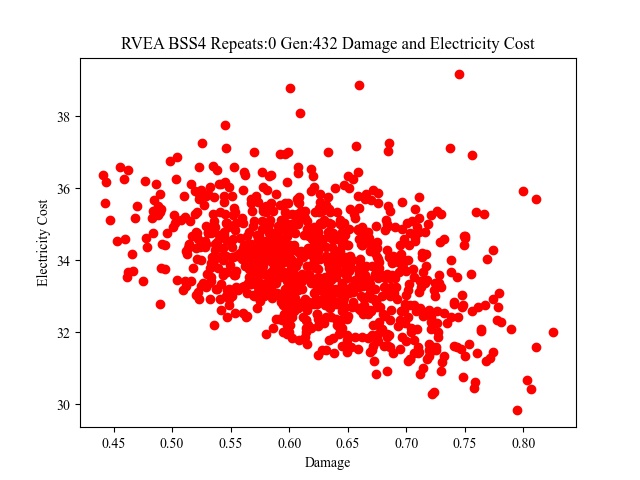 RVEA BSS4 Repeats:0 Gen:432 Damage and Electricity Cost
Electricity Cost
38
36
34
32
30
0.45 0.50 0.55 0.60 0.65 0.70 0.75 0.80
Damage